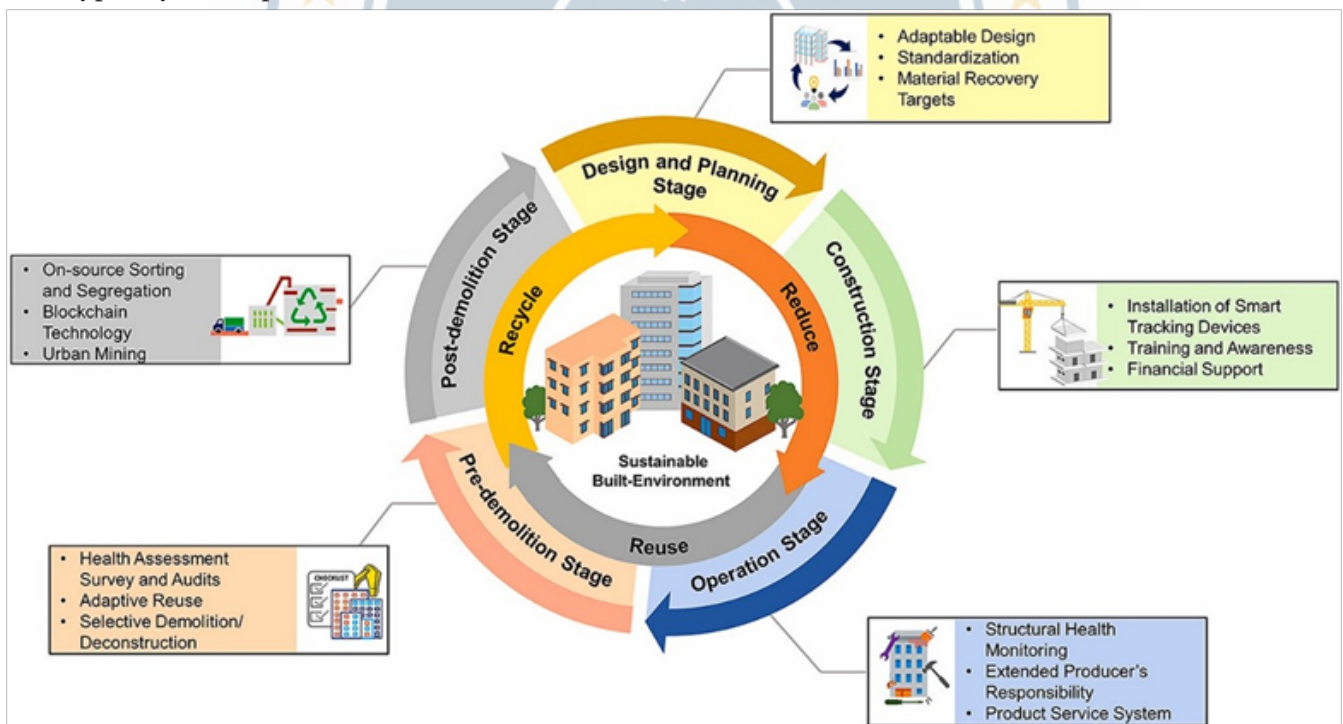 • Adaptable Design
• Standardization
• Material Recovery
Targets
Design and Planning
Stage
Construction Stage
• Installation of Smart
Tracking Devices
• Training and Awareness
• Financial Support
Operation Stage
• Structural Health
Monitoring
• Extended Producer's
Responsibility
• Product Service System
Pre-demolition Stage
• Health Assessment
Survey and Audits
• Adaptive Reuse
• Selective Demolition/
Deconstruction
CHECKLIST
Post-demolition Stage
• On-source Sorting
and Segregation
• Blockchain
Technology
• Urban Mining
Recycle
Reduce
Reuse
Sustainable
Built-Environment